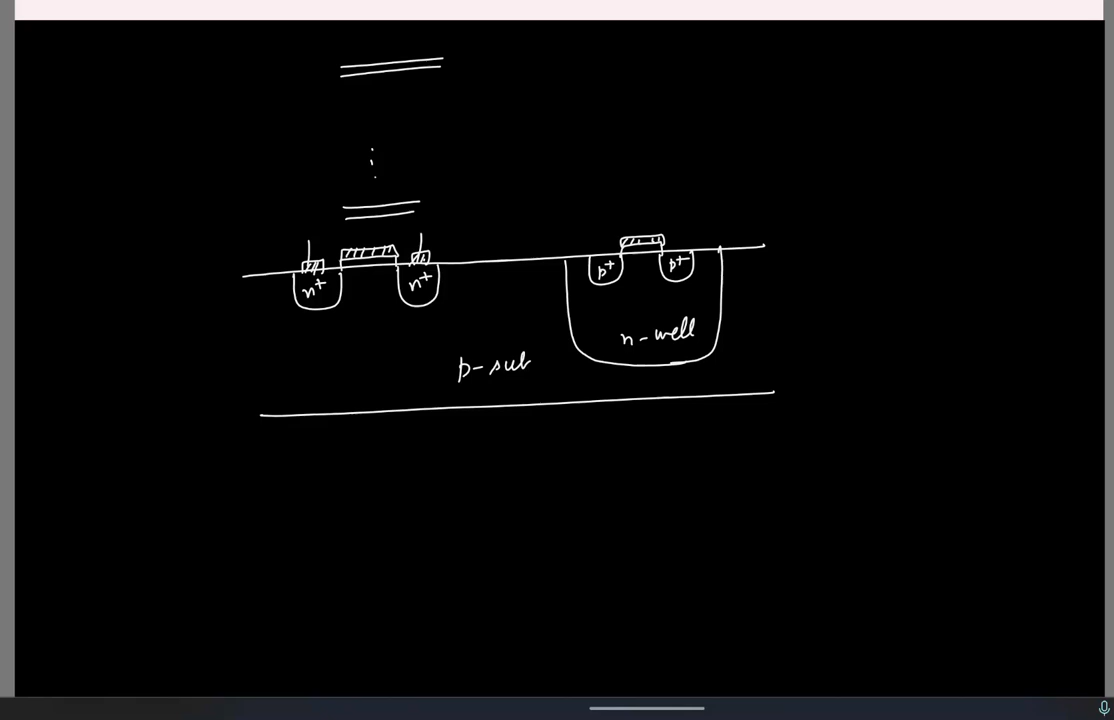 n+ n+ p+ p+
n-well
p-sub